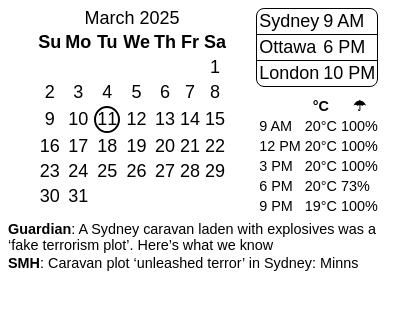 March 2025
Su Mo Tu We Th Fr Sa
1
2 3 4 5 6 7 8
9 10 11 12 13 14 15
16 17 18 19 20 21 22
23 24 25 26 27 28 29
30 31
Sydney 9 AM
Ottawa 6 PM
London 10 PM
°C ☂
9 AM 20°C 100%
12 PM 20°C 100%
3 PM 20°C 100%
6 PM 20°C 73%
9 PM 19°C 100%
Guardian: A Sydney caravan laden with explosives was a
‘fake terrorism plot’. Here’s what we know
SMH: Caravan plot ‘unleashed terror’ in Sydney: Minns